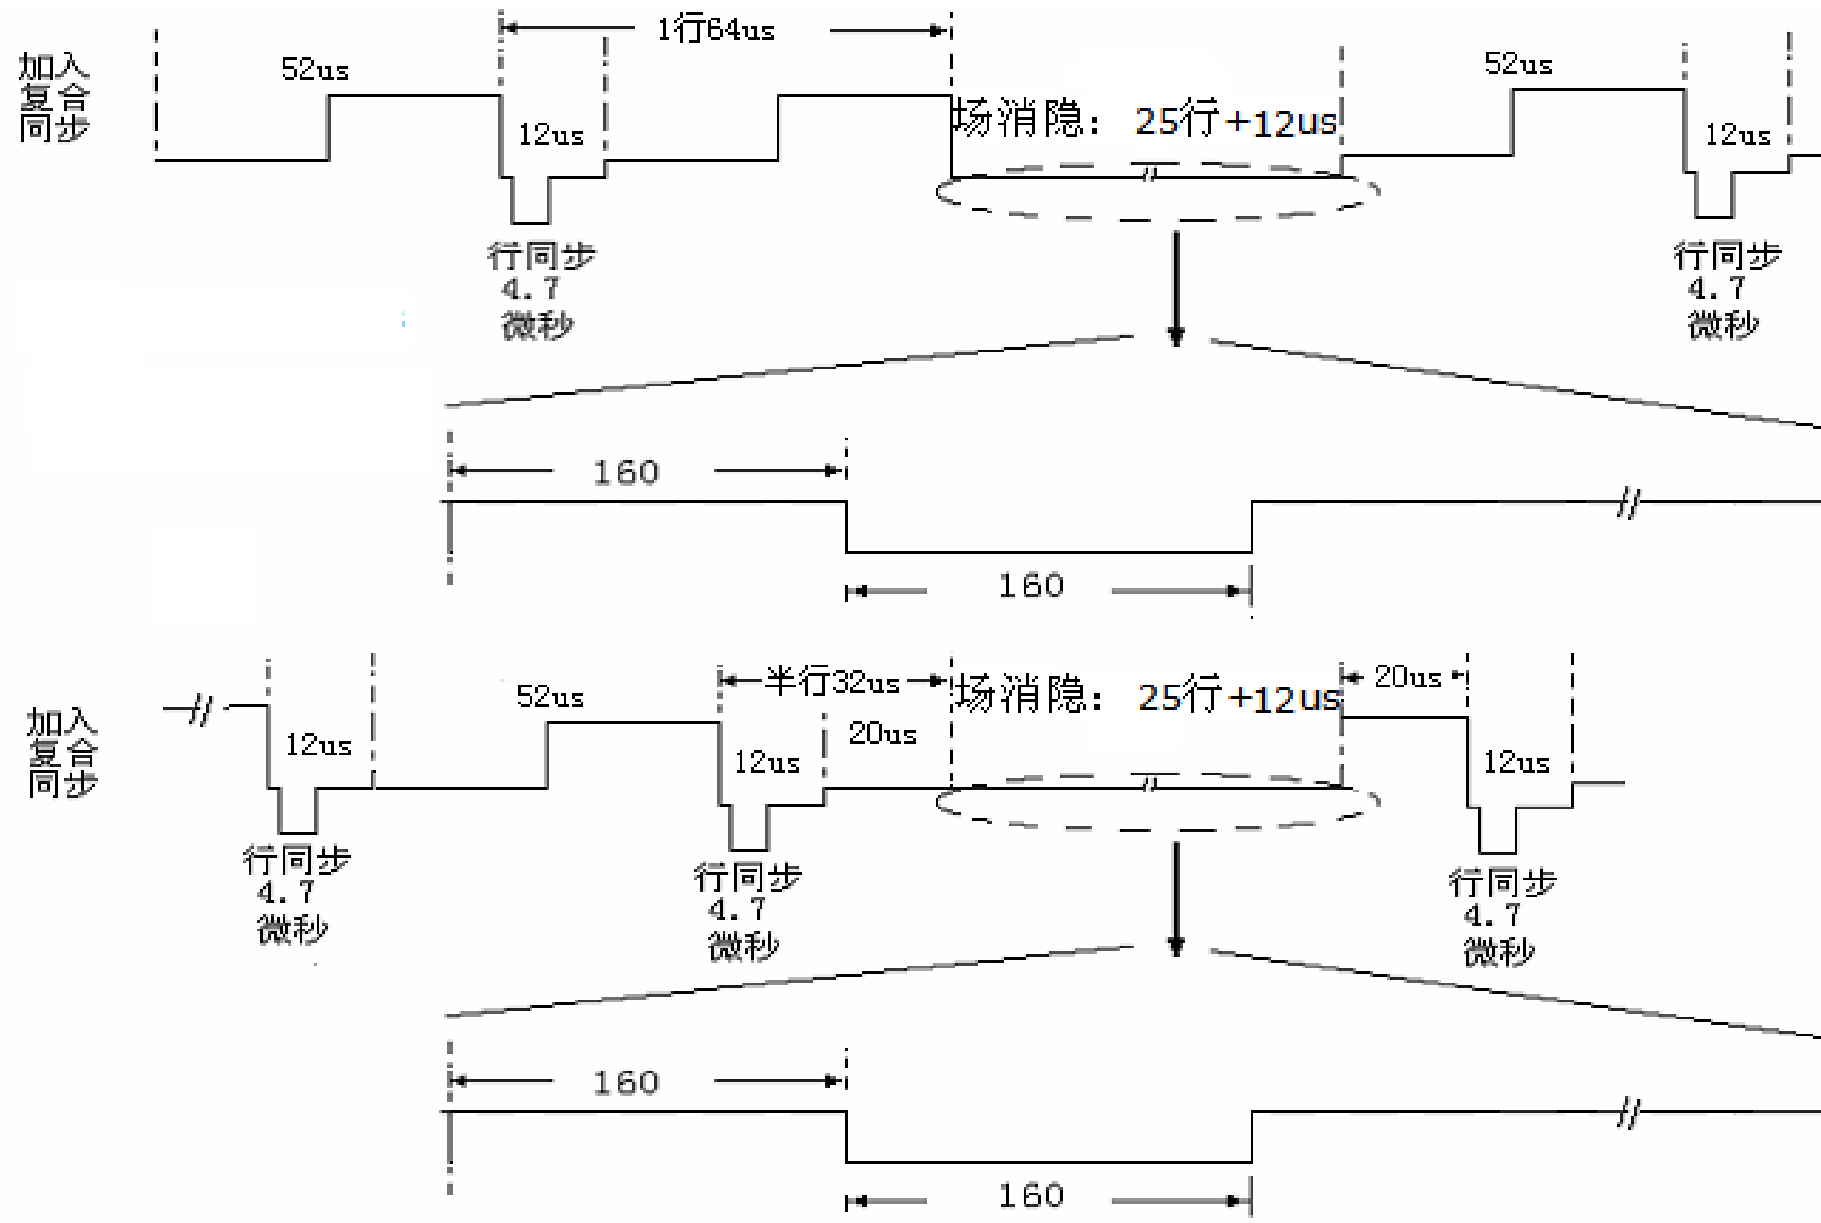 1行64us
加入
复合
同步
52us
12us
场消隐：25行+12us
52us
12us
行同步
4.7
微秒
行同步
4.7
微秒
160
160
加入
复合
同步
12us
52us
半行32us
12us
20us
场消隐：25行+12us
20us
12us
行同步
4.7
微秒
行同步
4.7
微秒
行同步
4.7
微秒
160
160